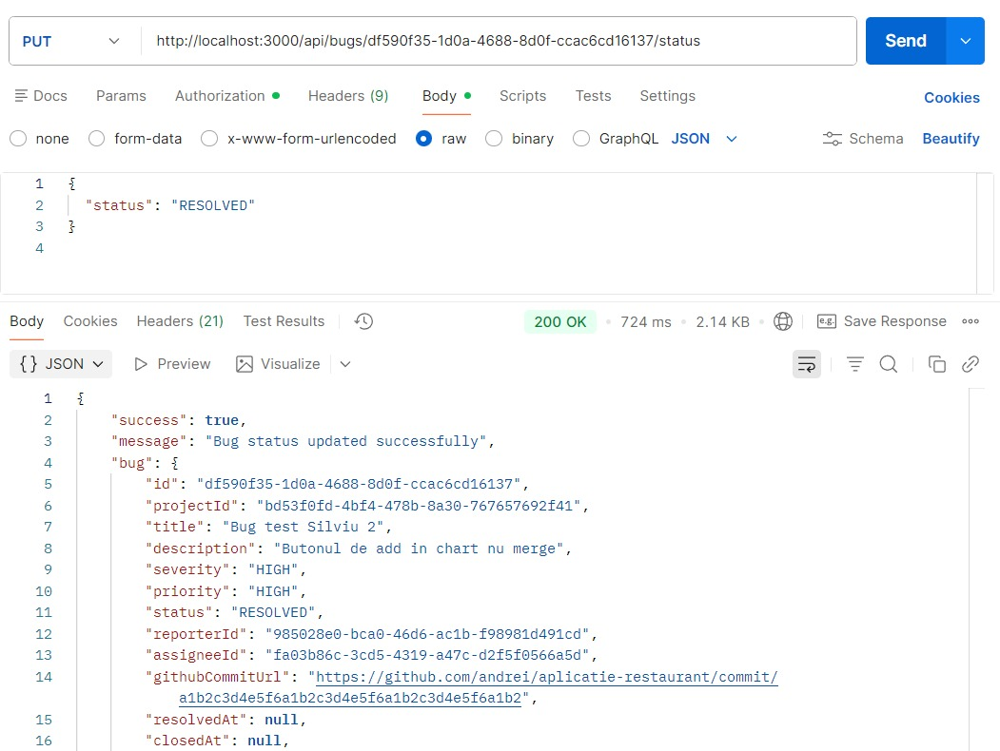 PUT http://localhost:3000/api/bugs/df590f35-1d0a-4688-8d0f-ccac6cd16137/status Send
Docs Params Authorization Headers (9) Body Scripts Tests Settings Cookies
none form-data x-www-form-urlencoded raw binary GraphQL JSON Schema Beautify
1 {
2 "status": "RESOLVED"
3 }
4
Body Cookies Headers (21) Test Results 200 OK • 724 ms • 2.14 KB • e.g. Save Response
{} JSON Preview Visualize
1 {
2 "success": true,
3 "message": "Bug status updated successfully",
4 "bug": {
5 "id": "df590f35-1d0a-4688-8d0f-ccac6cd16137",
6 "projectId": "bd53f0fd-4bf4-478b-8a30-767657692f41",
7 "title": "Bug test Silviu 2",
8 "description": "Butonul de add in chart nu merge",
9 "severity": "HIGH",
10 "priority": "HIGH",
11 "status": "RESOLVED",
12 "reporterId": "985028e0-bca0-46d6-ac1b-f98981d491cd",
13 "assigneeId": "fa03b86c-3cd5-4319-a47c-d2f5f0566a5d",
14 "githubCommitUrl": "https://github.com/andrei/aplicatie-restaurant/commit/
a1b2c3d4e5f6a1b2c3d4e5f6a1b2c3d4e5f6a1b2",
15 "resolvedAt": null,
16 "closedAt": null,